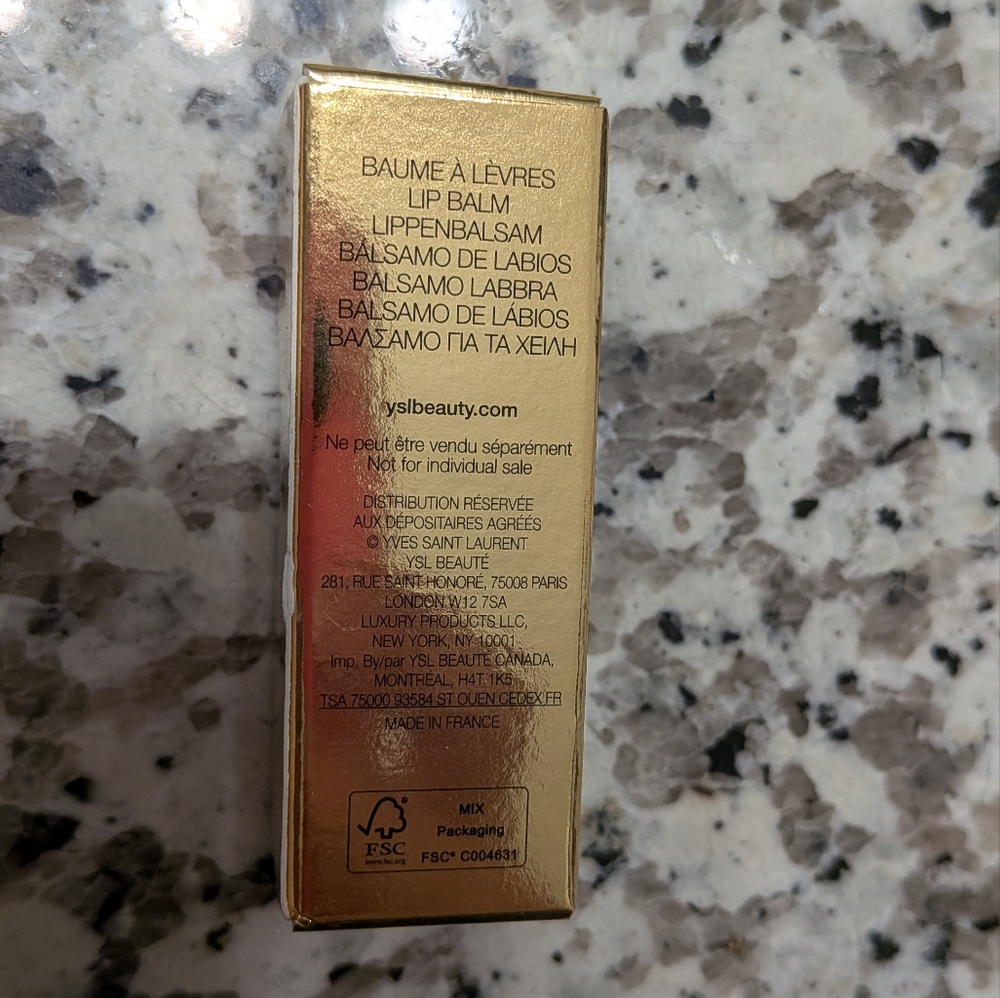 BAUME À LÈVRES
LIP BALM
LIPPENBALSAM
BÁLSAMO DE LABIOS
BALSAMO LABBRA
BÁLSAMO DE LÁBIOS
ΒΑΛΣΑΜΟ ΓΙΑ ΤΑ ΧΕΙΛΗ
yslbeauty.com
Ne peut être vendu séparément
Not for individual sale
DISTRIBUTION RÉSERVÉE
AUX DÉPOSITAIRES AGRÉÉS
© YVES SAINT LAURENT
YSL BEAUTÉ
281, RUE SAINT-HONORÉ, 75008 PARIS
LONDON W12 7SA
LUXURY PRODUCTS LLC,
NEW YORK, NY 10001
Imp. By/par YSL BEAUTÉ CANADA,
MONTRÉAL, H4T 1K5
TSA 75000 93584 ST OUEN CEDEX FR
MADE IN FRANCE
FSC
www.fsc.org
MIX
Packaging
FSC® C004631